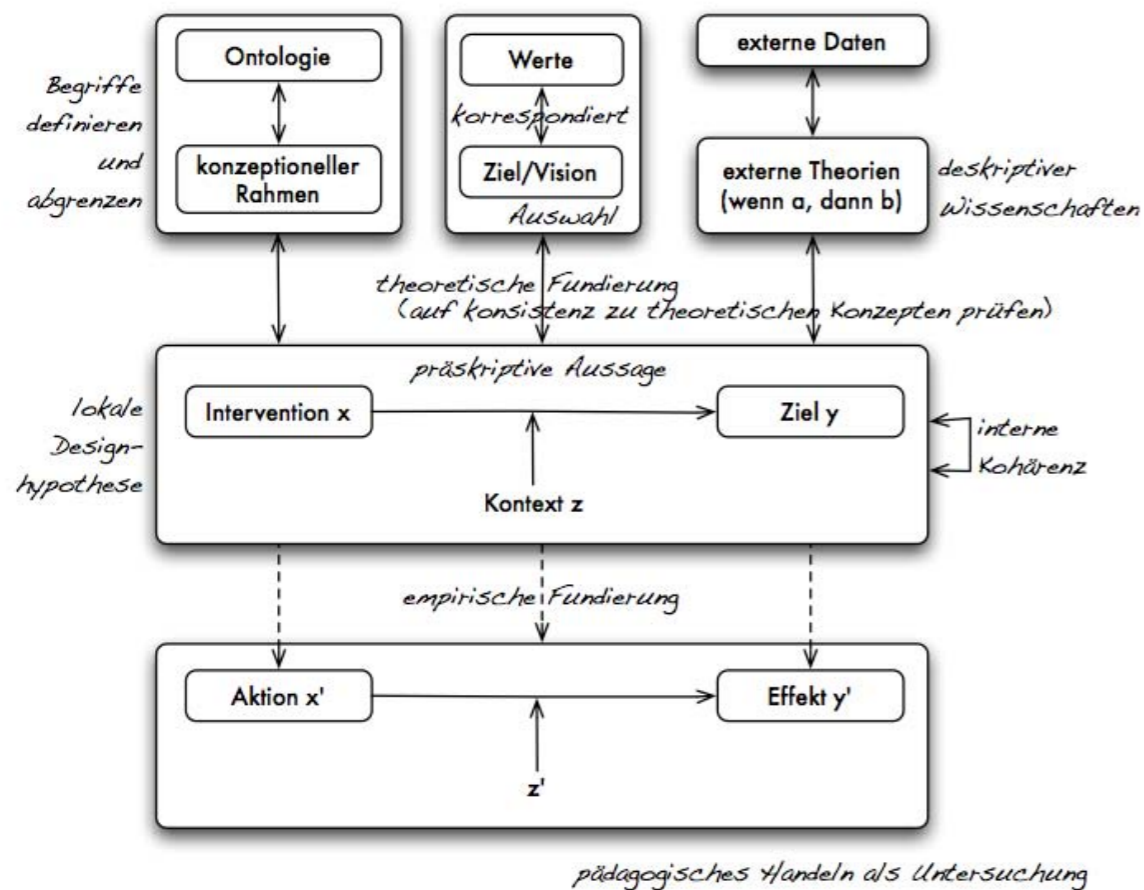 Begriffe
definieren
und
abgrenzen
Ontologie
konzeptioneller
Rahmen
Werte
korrespondiert
Ziel/Vision
Auswahl
externe Daten
externe Theorien
(wenn a, dann b)
deskriptiver
Wissenschaften
theoretische Fundierung
(auf konsistenz zu theoretischen Konzepten prüfen)
lokale
Design-
hypothese
präskriptive Aussage
Intervention x
Ziel y
Kontext z
interne
Kohärenz
empirische Fundierung
Aktion x'
Effekt y'
z'
pädagogisches Handeln als Untersuchung